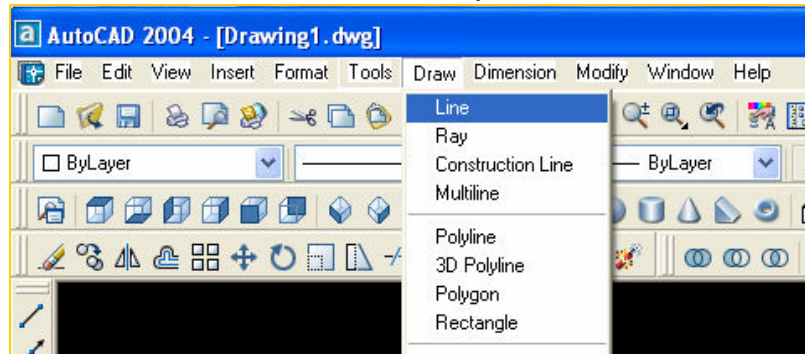 a AutoCAD 2004 - [Drawing1.dwg]
File Edit View Insert Format Tools Draw Dimension Modify Window Help
Line
Ray
ByLayer
Construction Line
ByLayer
Multiline
Polyline
3D Polyline
Polygon
Rectangle